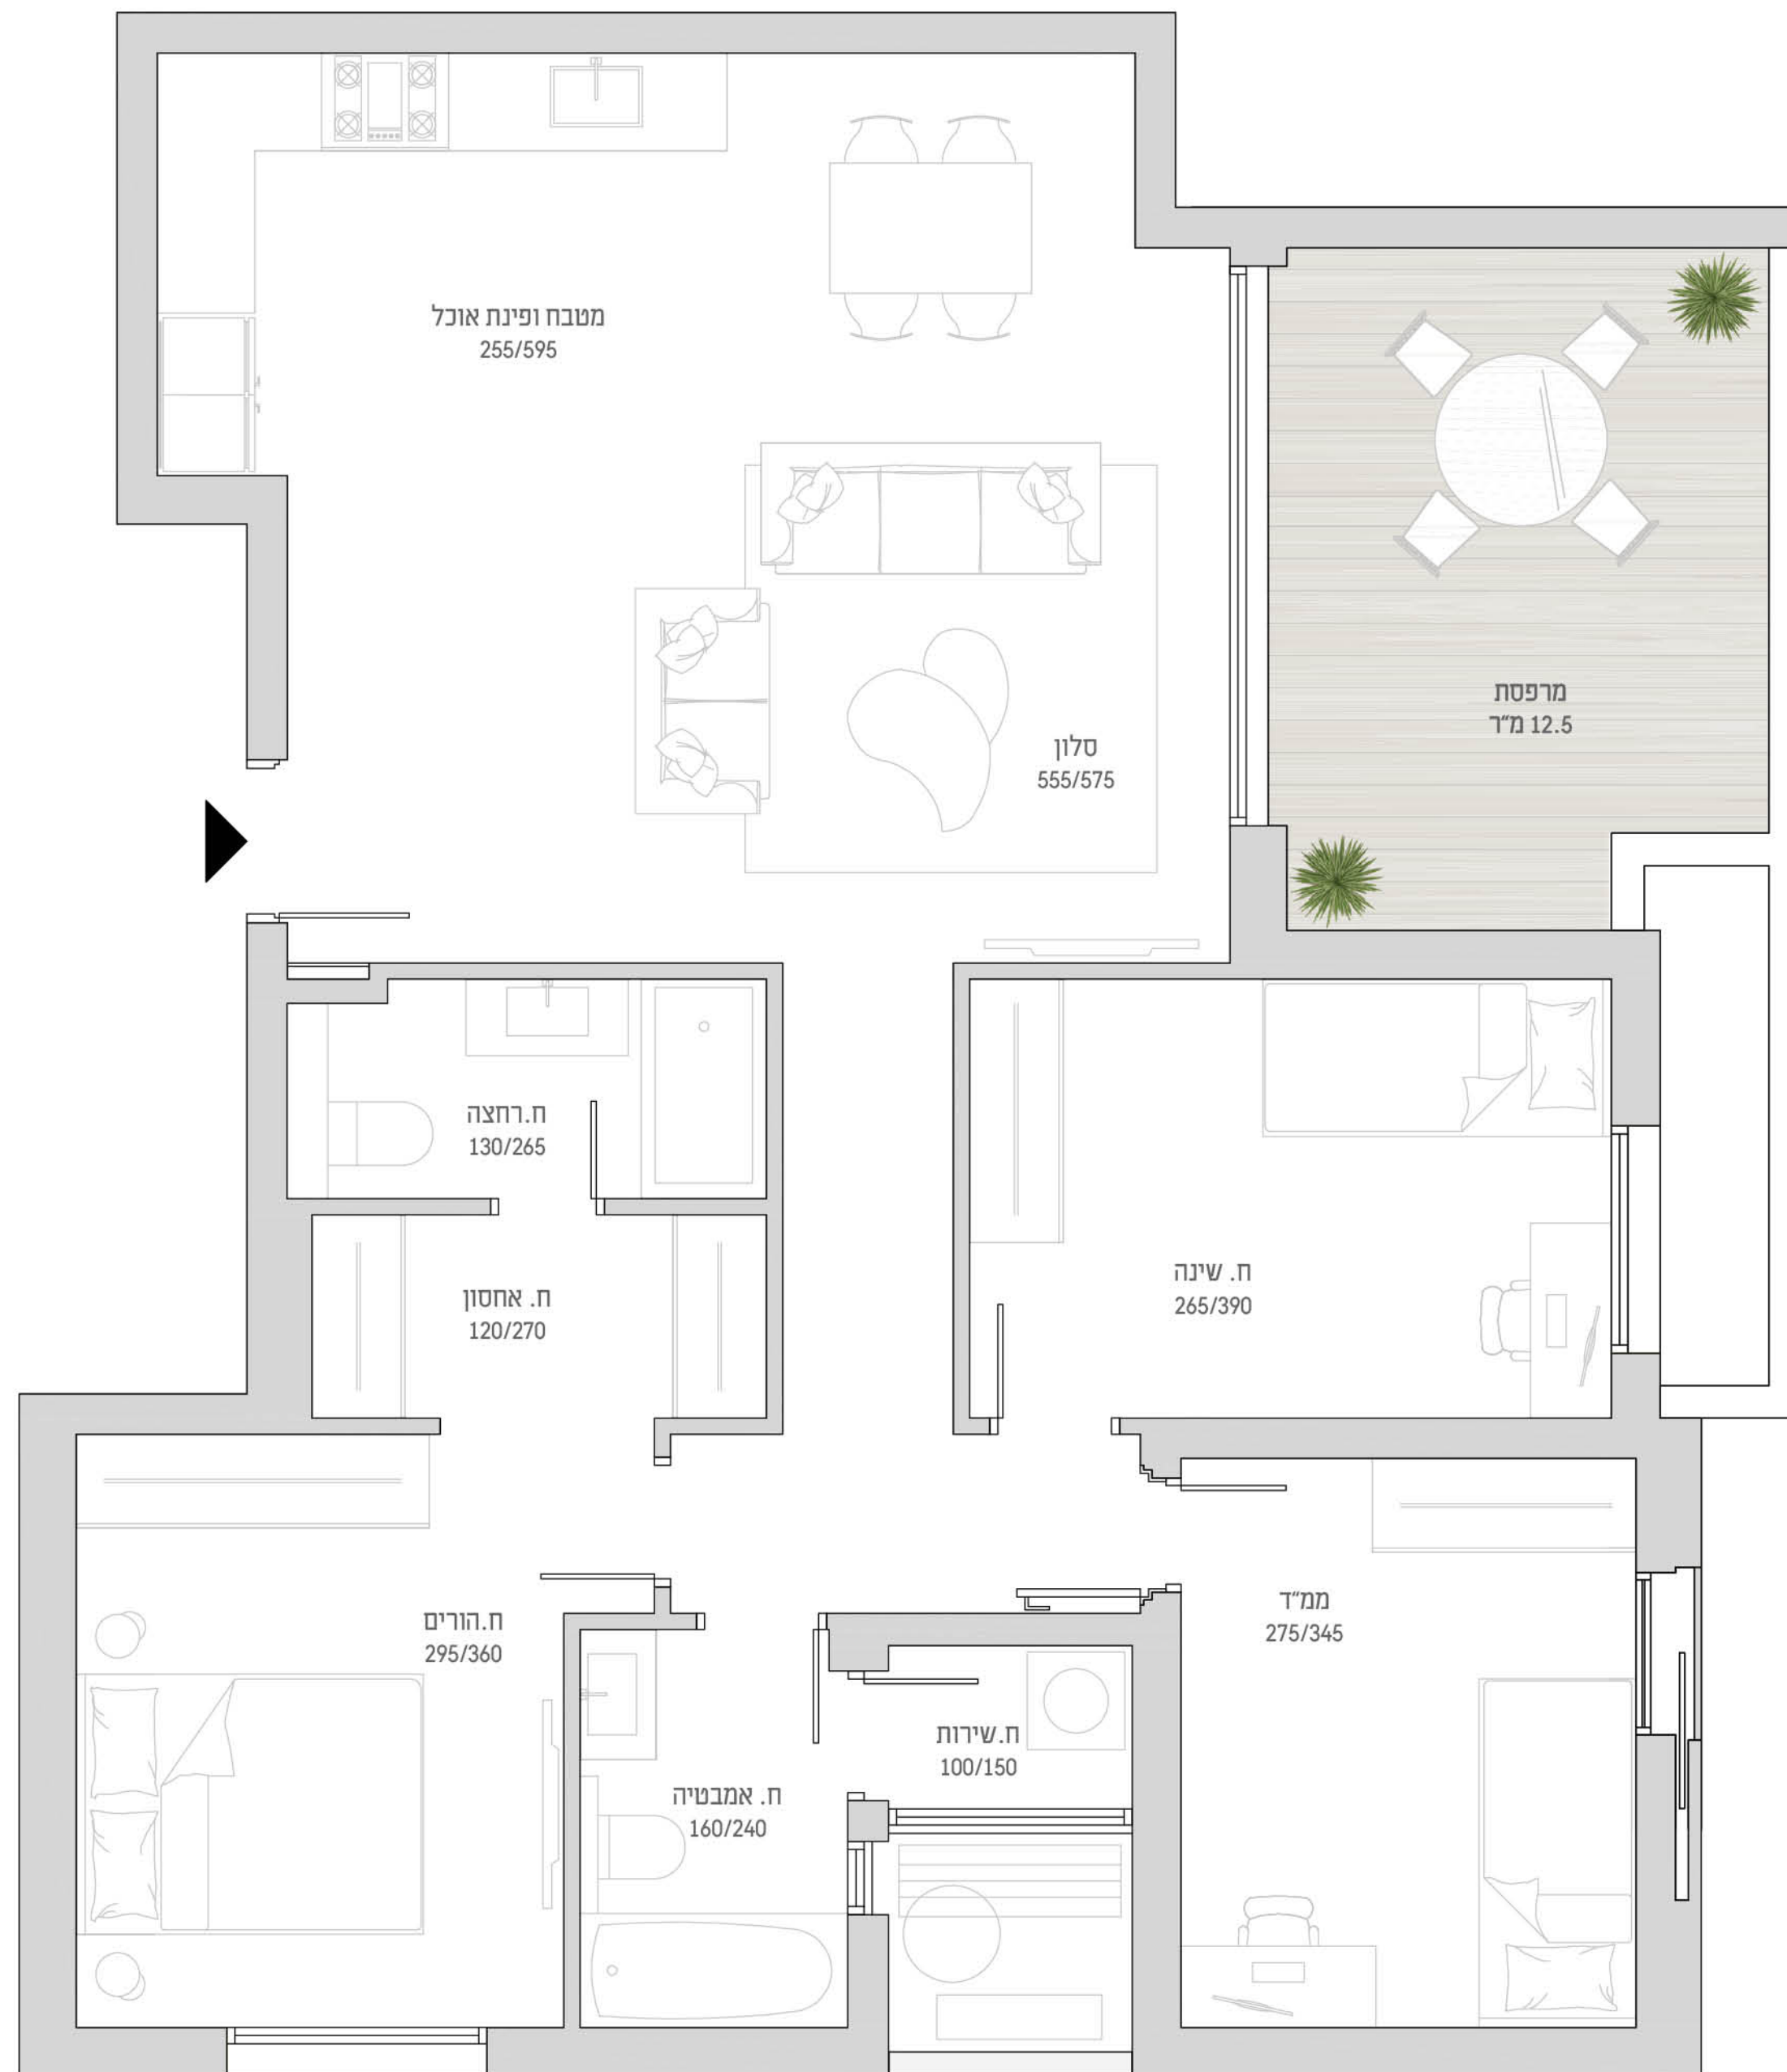 מטבח ופינת אוכל
255/595
מרפסת
12.5 מ״ר
סלון
555/575
ח.רחצה
130/265
ח. שינה
265/390
ח. אחסון
120/270
ממ״ד
275/345
ח.הורים
295/360
ח.שירות
100/150
ח. אמבטיה
160/240